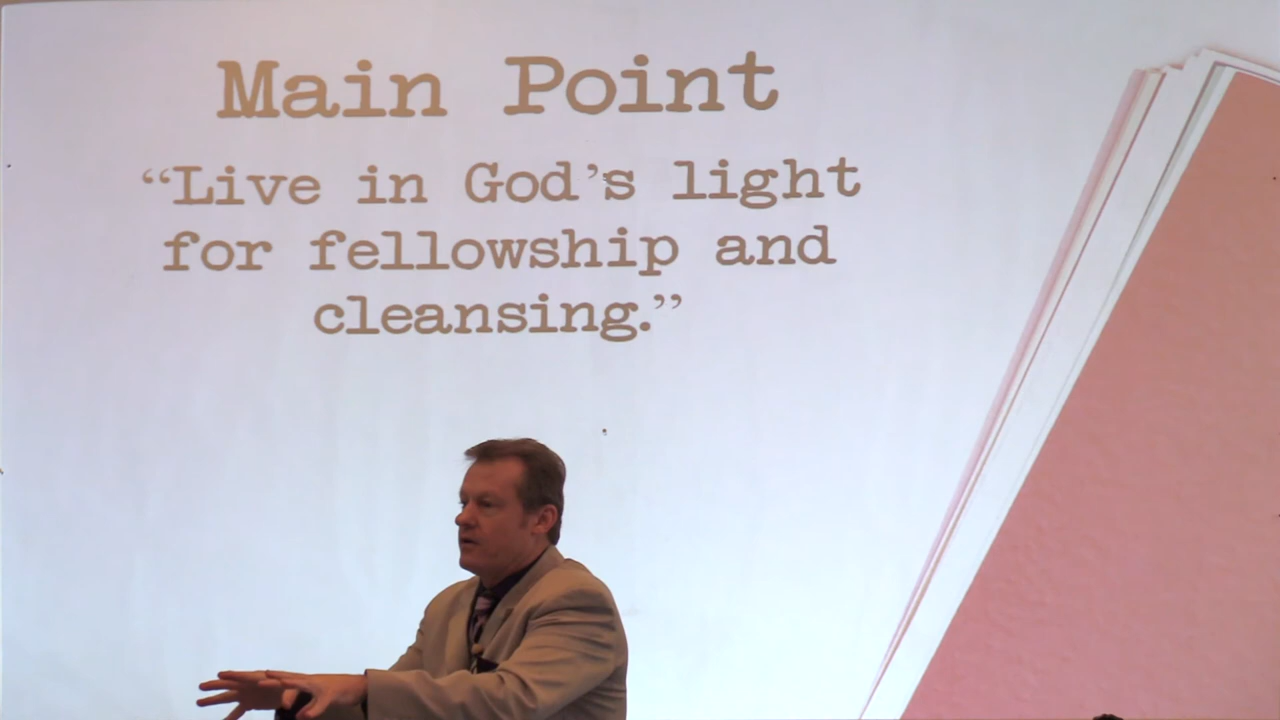 Main Point
“Live in God’s light
for fellowship and
cleansing.”